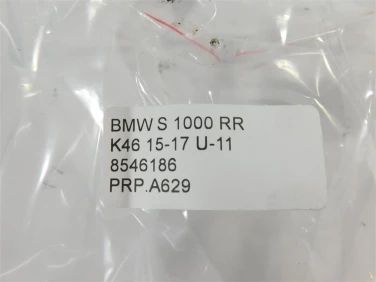 BMW S 1000 RR
K46 15-17 U-11
8546186
PRP.A629